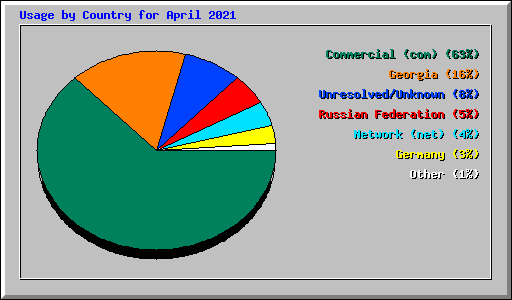 Usage by Country for April 2021
Commercial (com) (63%)
Georgia (16%)
Unresolved/Unknown (8%)
Russian Federation (5%)
Network (net) (4%)
Germany (3%)
Other (1%)